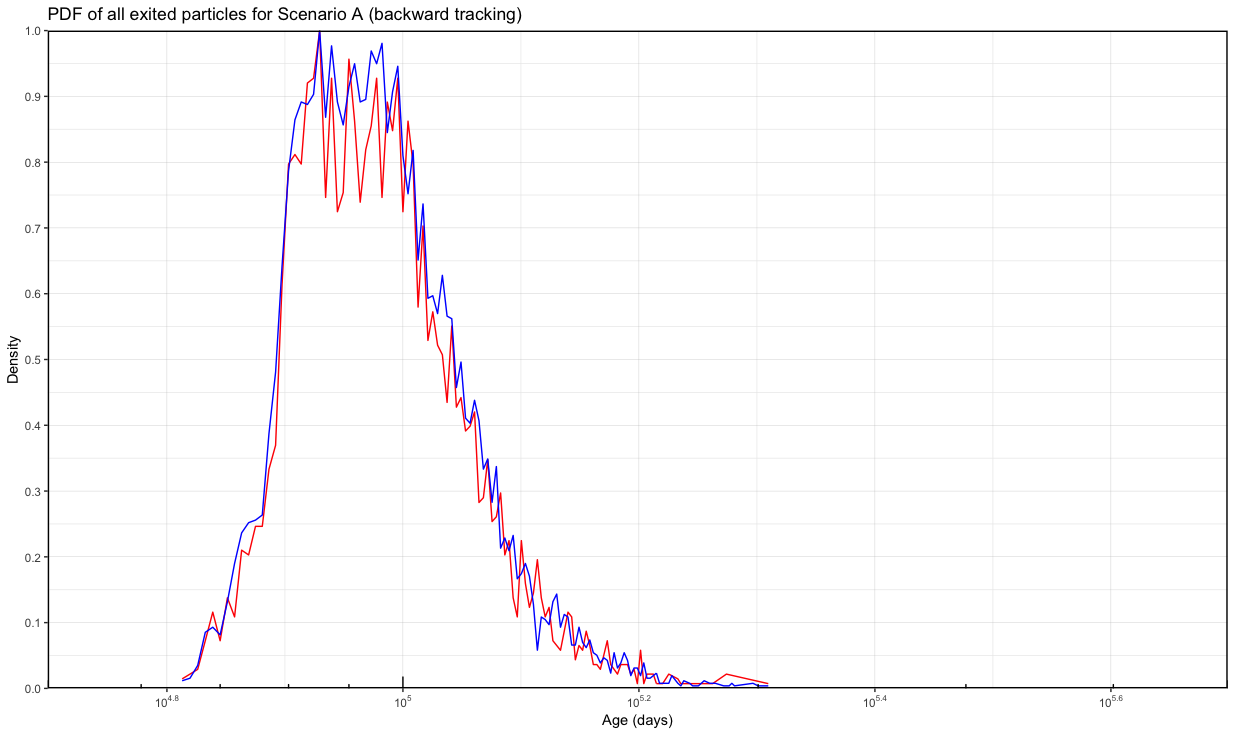 PDF of all exited particles for Scenario A (backward tracking)
1.0
0.9
0.8
0.7
0.6
0.5
0.4
0.3
0.2
0.1
0.0
Density
10^4.8 10^5 10^5.2 10^5.4 10^5.6
Age (days)